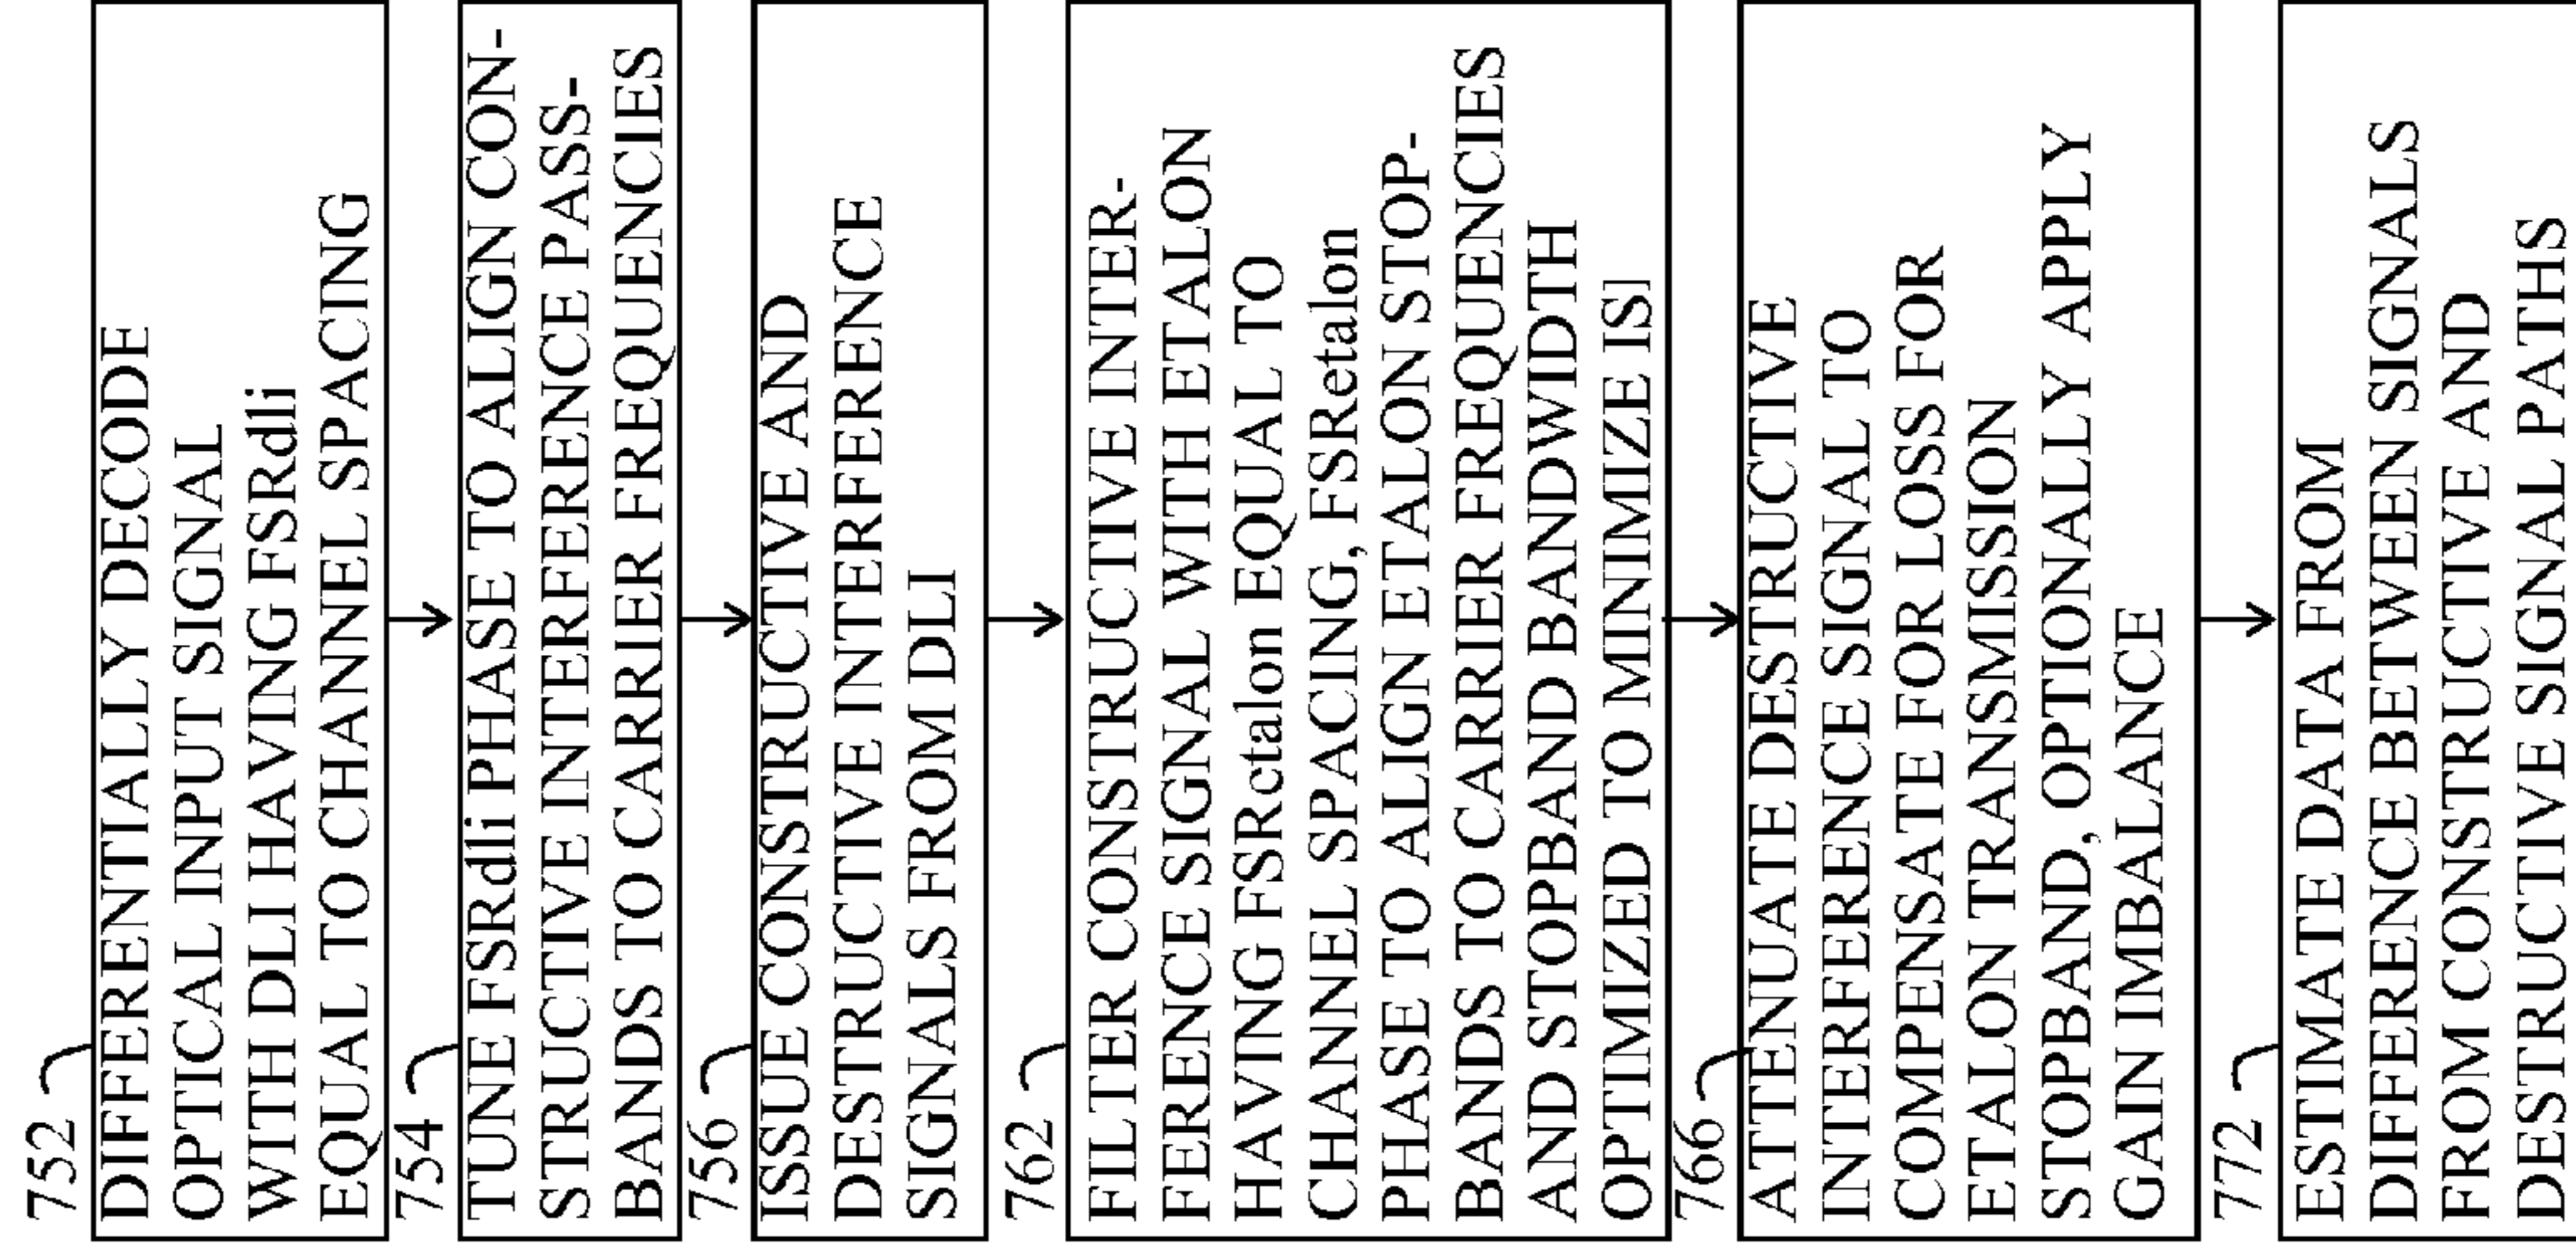 752
DIFFERENTIALLY DECODE
OPTICAL INPUT SIGNAL
WITH DLI HAVING FSRdli
EQUAL TO CHANNEL SPACING
754
TUNE FSRdli PHASE TO ALIGN CON-
STRUCTIVE INTERFERENCE PASS-
BANDS TO CARRIER FREQUENCIES
756
ISSUE CONSTRUCTIVE AND
DESTRUCTIVE INTERFERENCE
SIGNALS FROM DLI
762
FILTER CONSTRUCTIVE INTER-
FERENCE SIGNAL WITH ETALON
HAVING FSRetalon EQUAL TO
CHANNEL SPACING, FSRetalon
PHASE TO ALIGN ETALON STOP-
BANDS TO CARRIER FREQUENCIES
AND STOPBAND BANDWIDTH
OPTIMIZED TO MINIMIZE ISI
766
ATTENUATE DESTRUCTIVE
INTERFERENCE SIGNAL TO
COMPENSATE FOR LOSS FOR
ETALON TRANSMISSION
STOPBAND, OPTIONALLY APPLY
GAIN IMBALANCE
772
ESTIMATE DATA FROM
DIFFERENCE BETWEEN SIGNALS
FROM CONSTRUCTIVE AND
DESTRUCTIVE SIGNAL PATHS